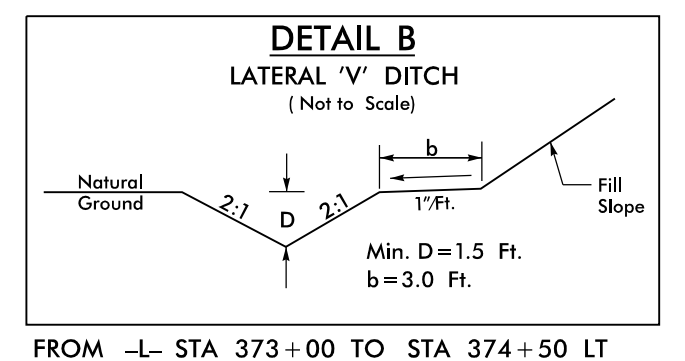 DETAIL B
LATERAL 'V' DITCH
( Not to Scale)
b
Natural
Ground
2:1
D
2:1
1"/Ft.
Fill
Slope
Min. D=1.5 Ft.
b=3.0 Ft.
FROM -L- STA 373+00 TO STA 374+50 LT